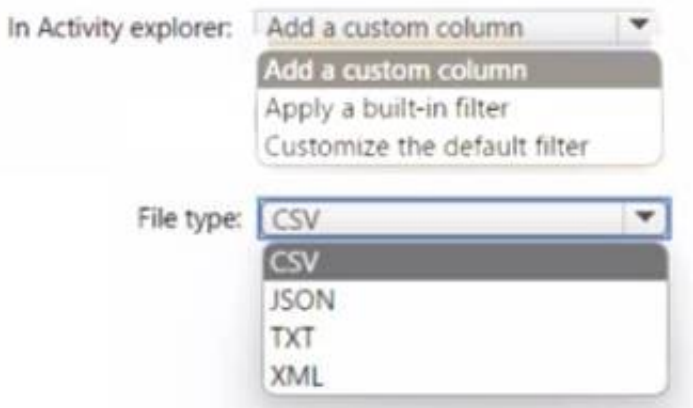 In Activity explorer: Add a custom column
Add a custom column
Apply a built-in filter
Customize the default filter
File type: CSV
CSV
JSON
TXT
XML